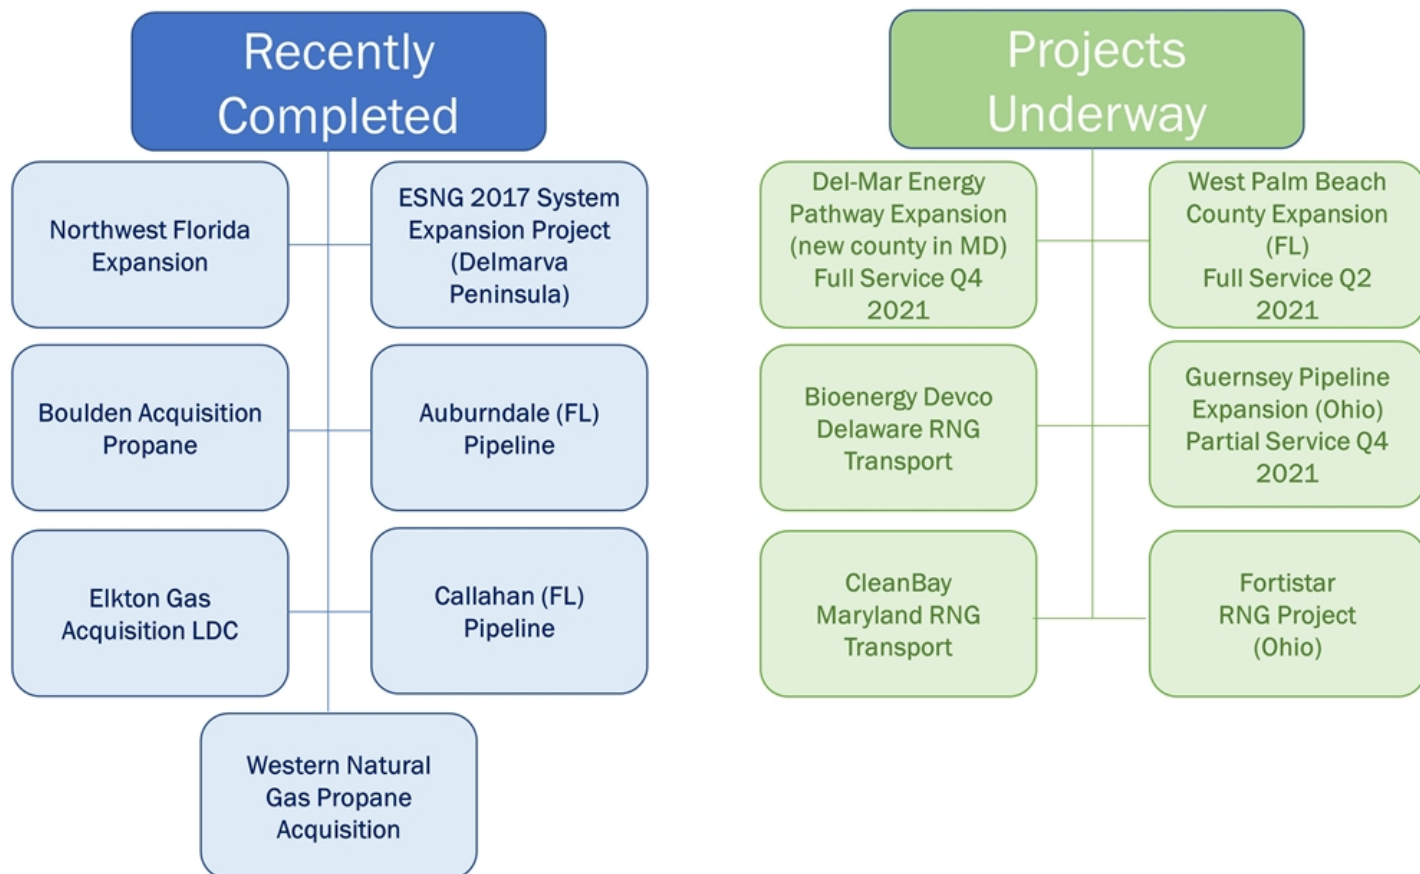 Recently
Completed
Northwest Florida
Expansion
ESNG 2017 System
Expansion Project
(Delmarva
Peninsula)
Boulden Acquisition
Propane
Auburndale (FL)
Pipeline
Elkton Gas
Acquisition LDC
Callahan (FL)
Pipeline
Western Natural
Gas Propane
Acquisition
Projects
Underway
Del-Mar Energy
Pathway Expansion
(new county in MD)
Full Service Q4
2021
West Palm Beach
County Expansion
(FL)
Full Service Q2
2021
Bioenergy Devco
Delaware RNG
Transport
Guernsey Pipeline
Expansion (Ohio)
Partial Service Q4
2021
CleanBay
Maryland RNG
Transport
Fortistar
RNG Project
(Ohio)